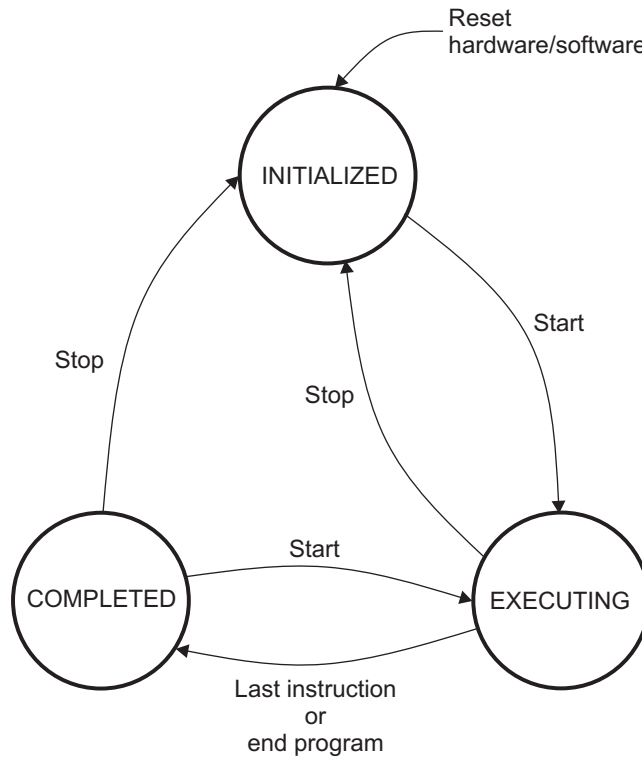 Reset
hardware/software
INITIALIZED
Start
Stop
Stop
Start
COMPLETED
EXECUTING
Last instruction
or
end program